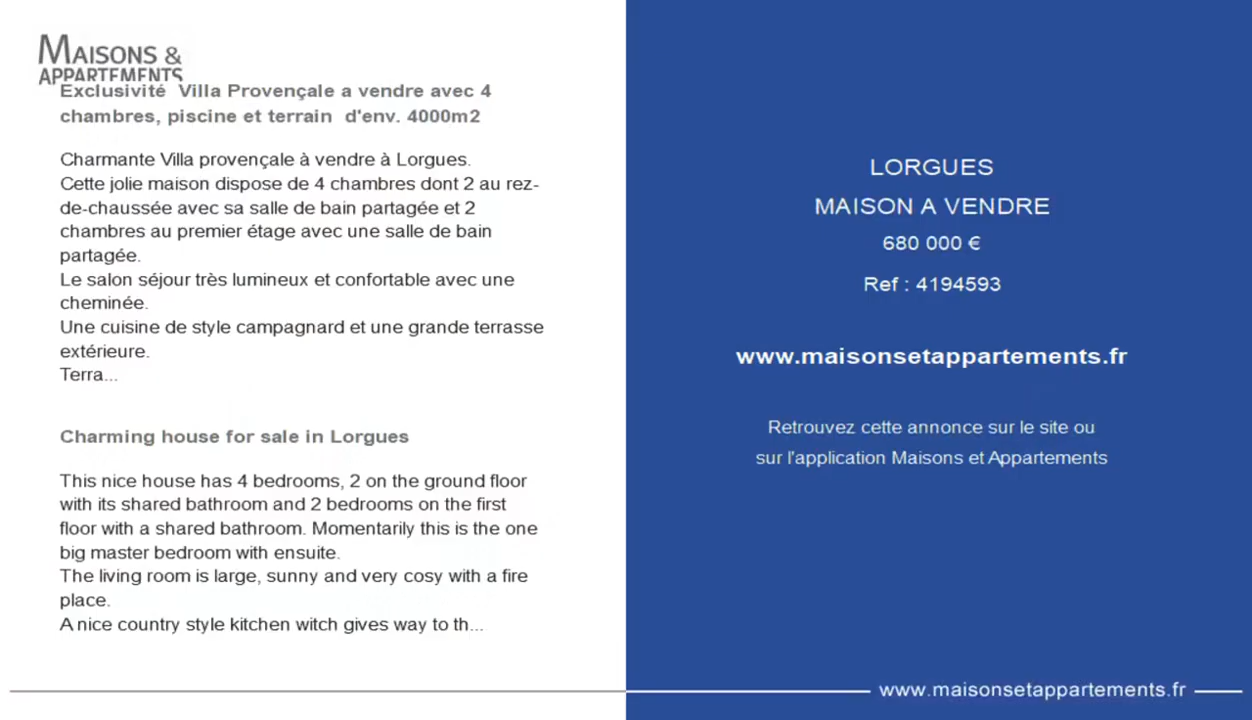 MAISONS &
APPARTEMENTS
Exclusivité Villa Provençale a vendre avec 4
chambres, piscine et terrain d'env. 4000m2
Charmante Villa provençale à vendre à Lorgues.
Cette jolie maison dispose de 4 chambres dont 2 au rez-
de-chaussée avec sa salle de bain partagée et 2
chambres au premier étage avec une salle de bain
partagée.
Le salon séjour très lumineux et confortable avec une
cheminée.
Une cuisine de style campagnard et une grande terrasse
extérieure.
Terra...
Charming house for sale in Lorgues
This nice house has 4 bedrooms, 2 on the ground floor
with its shared bathroom and 2 bedrooms on the first
floor with a shared bathroom. Momentarily this is the one
big master bedroom with ensuite.
The living room is large, sunny and very cosy with a fire
place.
A nice country style kitchen witch gives way to th...
LORGUES
MAISON A VENDRE
680 000 €
Ref : 4194593
www.maisonsetappartements.fr
Retrouvez cette annonce sur le site ou
sur l'application Maisons et Appartements
www.maisonsetappartements.fr